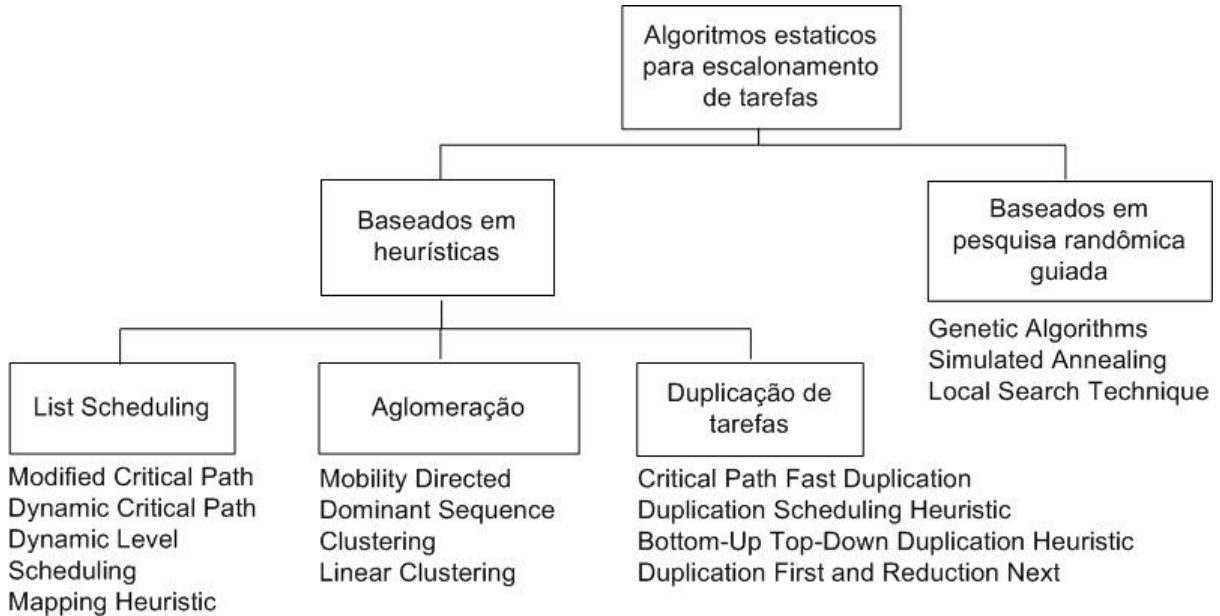 Algoritmos estaticos
para escalonamento
de tarefas
Baseados em
heurísticas
Baseados em
pesquisa randômica
guiada
Genetic Algorithms
Simulated Annealing
Local Search Technique
List Scheduling
Modified Critical Path
Dynamic Critical Path
Dynamic Level
Scheduling
Mapping Heuristic
Aglomeração
Mobility Directed
Dominant Sequence
Clustering
Linear Clustering
Duplicação de
tarefas
Critical Path Fast Duplication
Duplication Scheduling Heuristic
Bottom-Up Top-Down Duplication Heuristic
Duplication First and Reduction Next